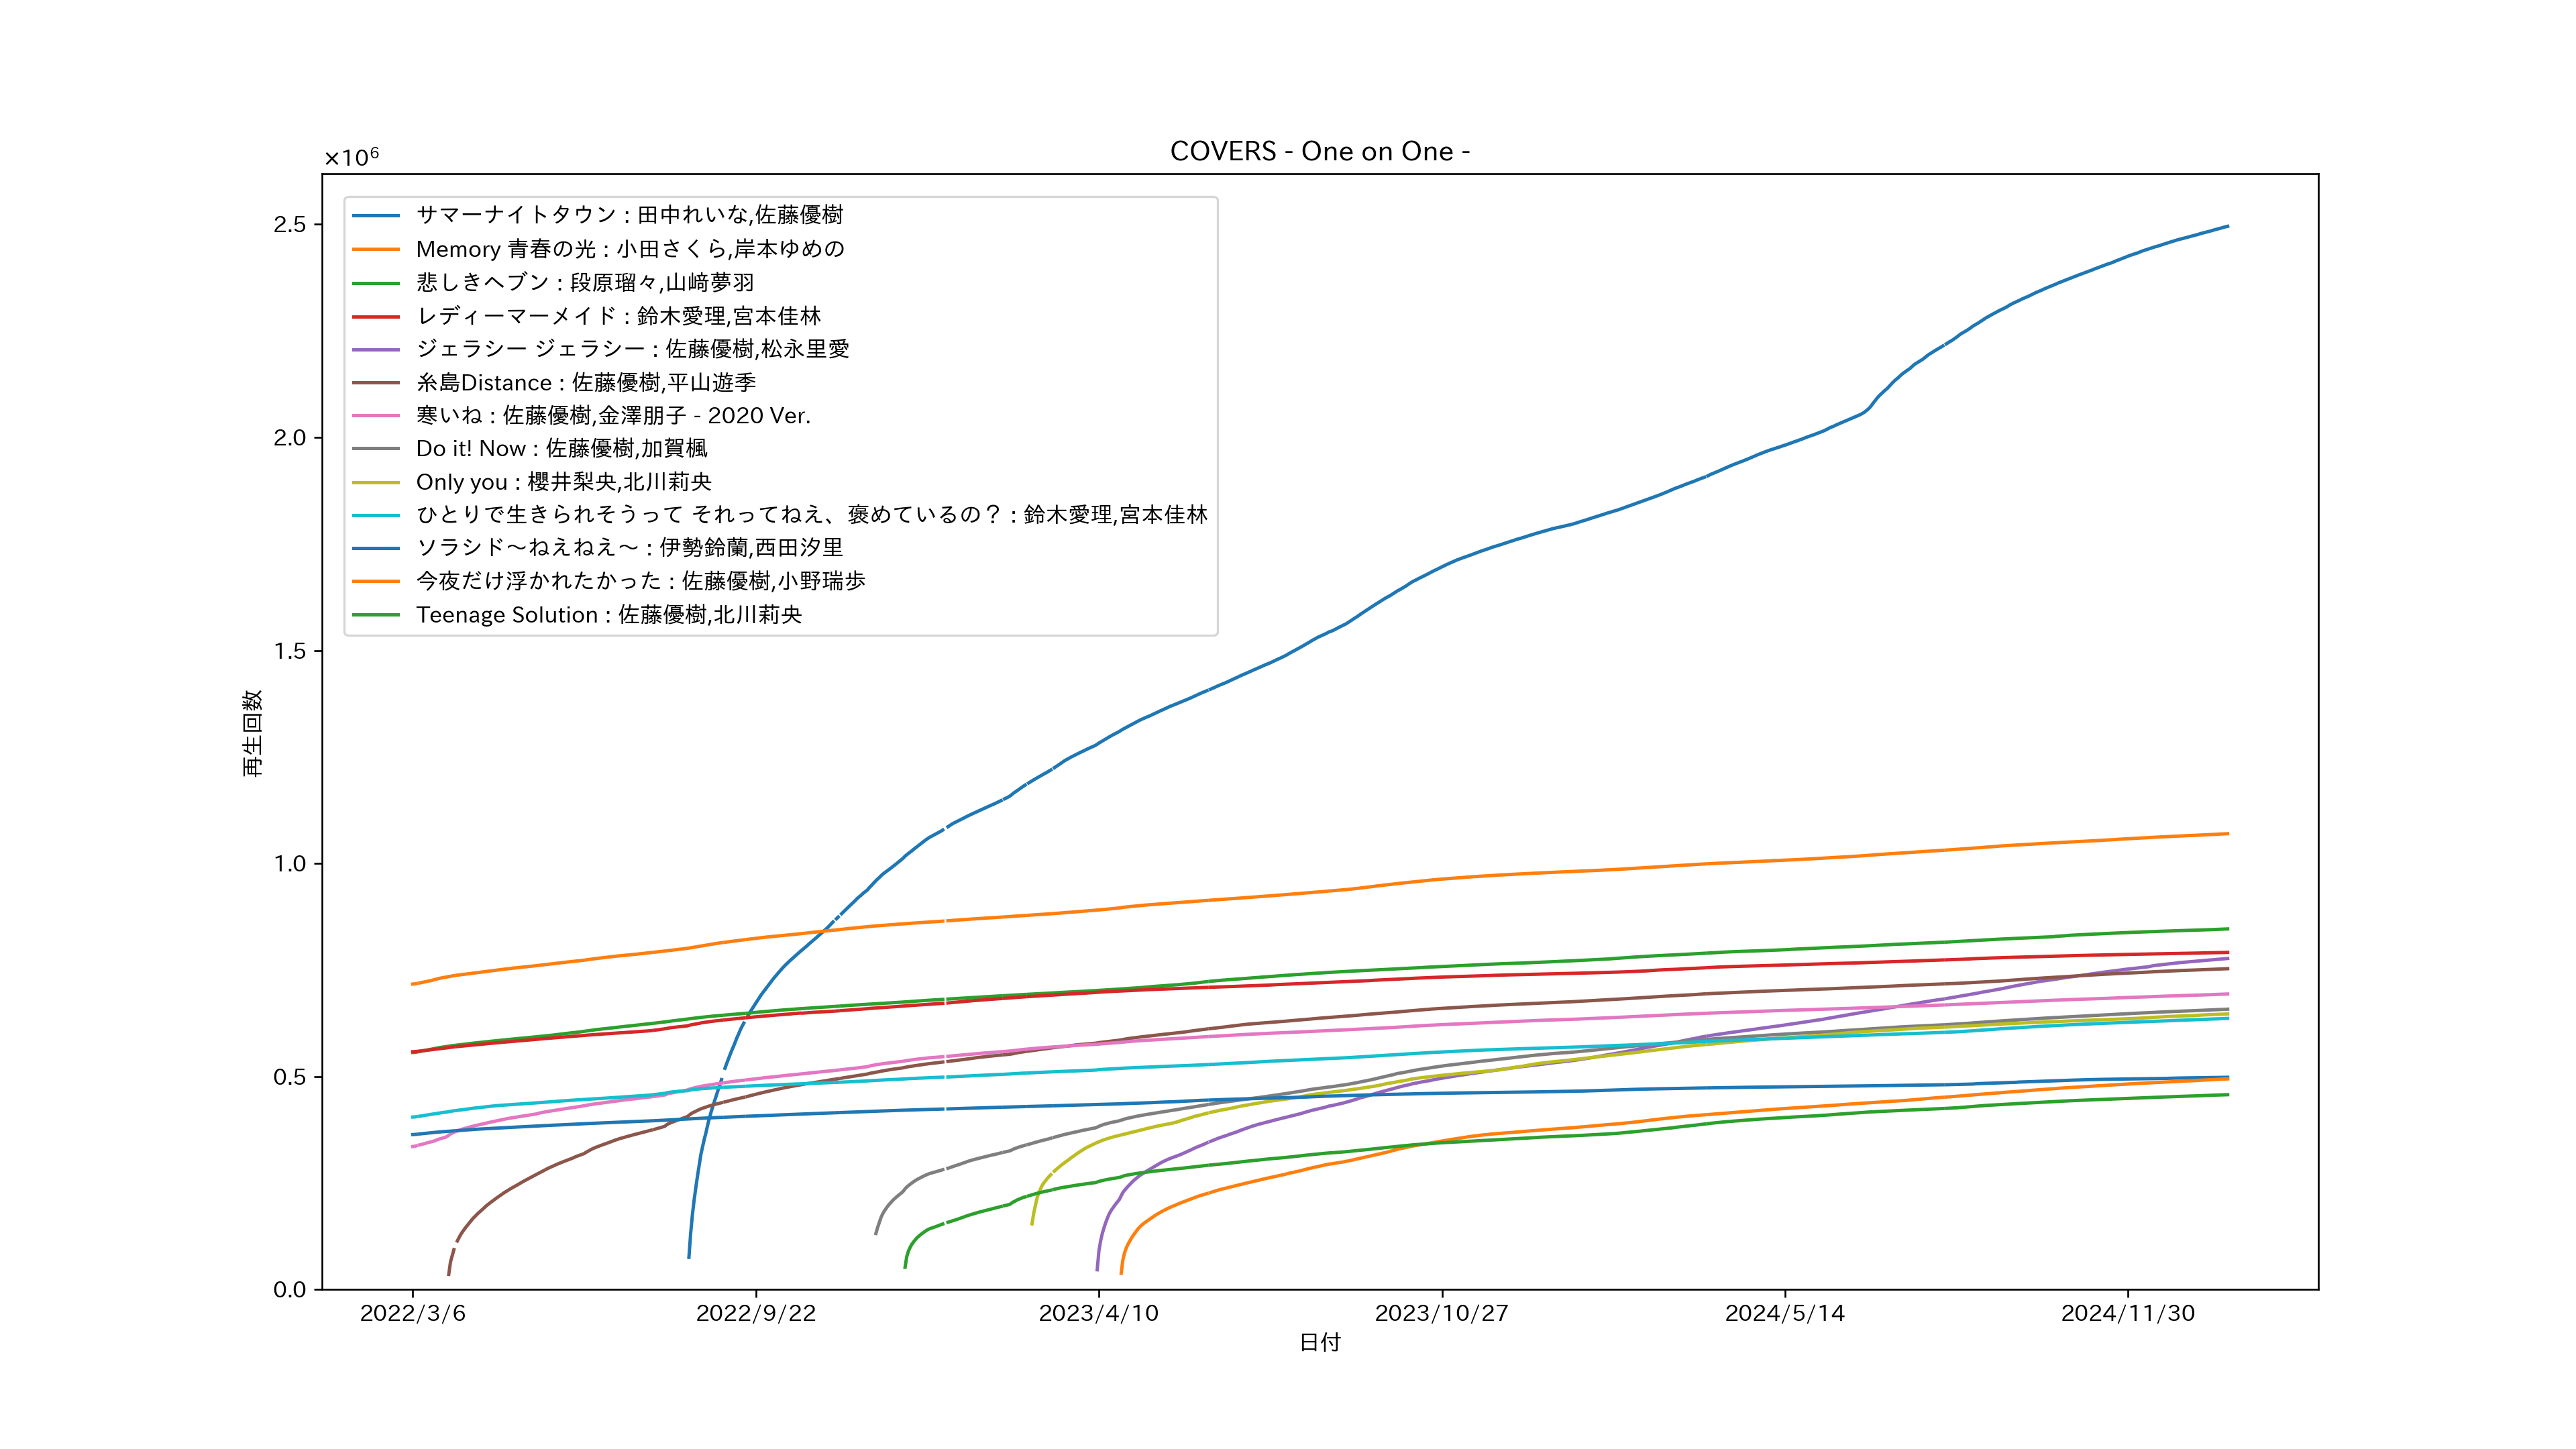 COVERS - One on One -
×10⁶
サマーナイトタウン : 田中れいな,佐藤優樹
Memory 青春の光 : 小田さくら,岸本ゆめの
悲しきヘブン : 段原瑠々,山﨑夢羽
レディーマーメイド : 鈴木愛理,宮本佳林
ジェラシー ジェラシー : 佐藤優樹,松永里愛
糸島Distance : 佐藤優樹,平山遊季
寒いね : 佐藤優樹,金澤朋子 - 2020 Ver.
Do it! Now : 佐藤優樹,加賀楓
Only you : 櫻井梨央,北川莉央
ひとりで生きられそうって それってねえ、褒めているの？ : 鈴木愛理,宮本佳林
ソラシド～ねえねえ～ : 伊勢鈴蘭,西田汐里
今夜だけ浮かれたかった : 佐藤優樹,小野瑞歩
Teenage Solution : 佐藤優樹,北川莉央
2.5
2.0
1.5
1.0
0.5
0.0
再生回数
2022/3/6
2022/9/22
2023/4/10
2023/10/27
2024/5/14
2024/11/30
日付